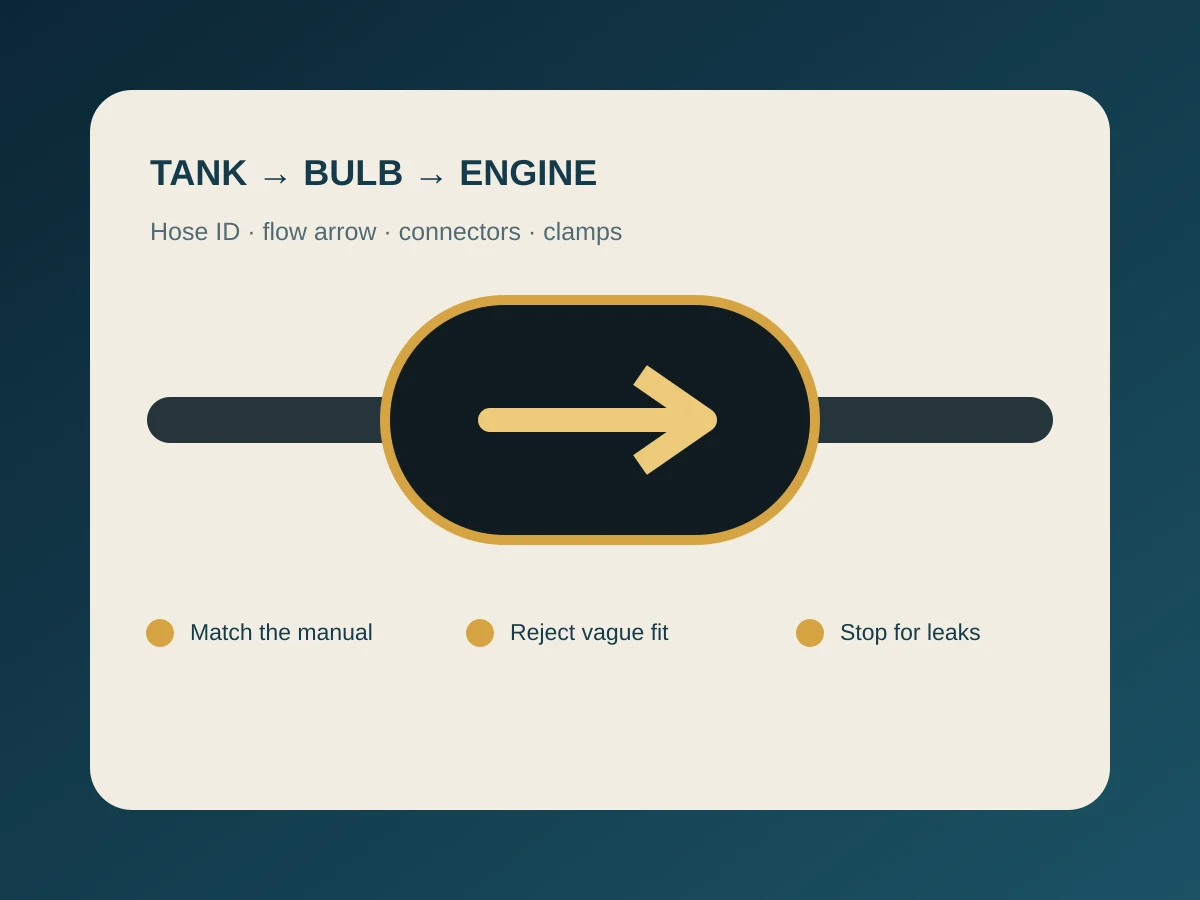 TANK → BULB → ENGINE
Hose ID · flow arrow · connectors · clamps
Match the manual
Reject vague fit
Stop for leaks